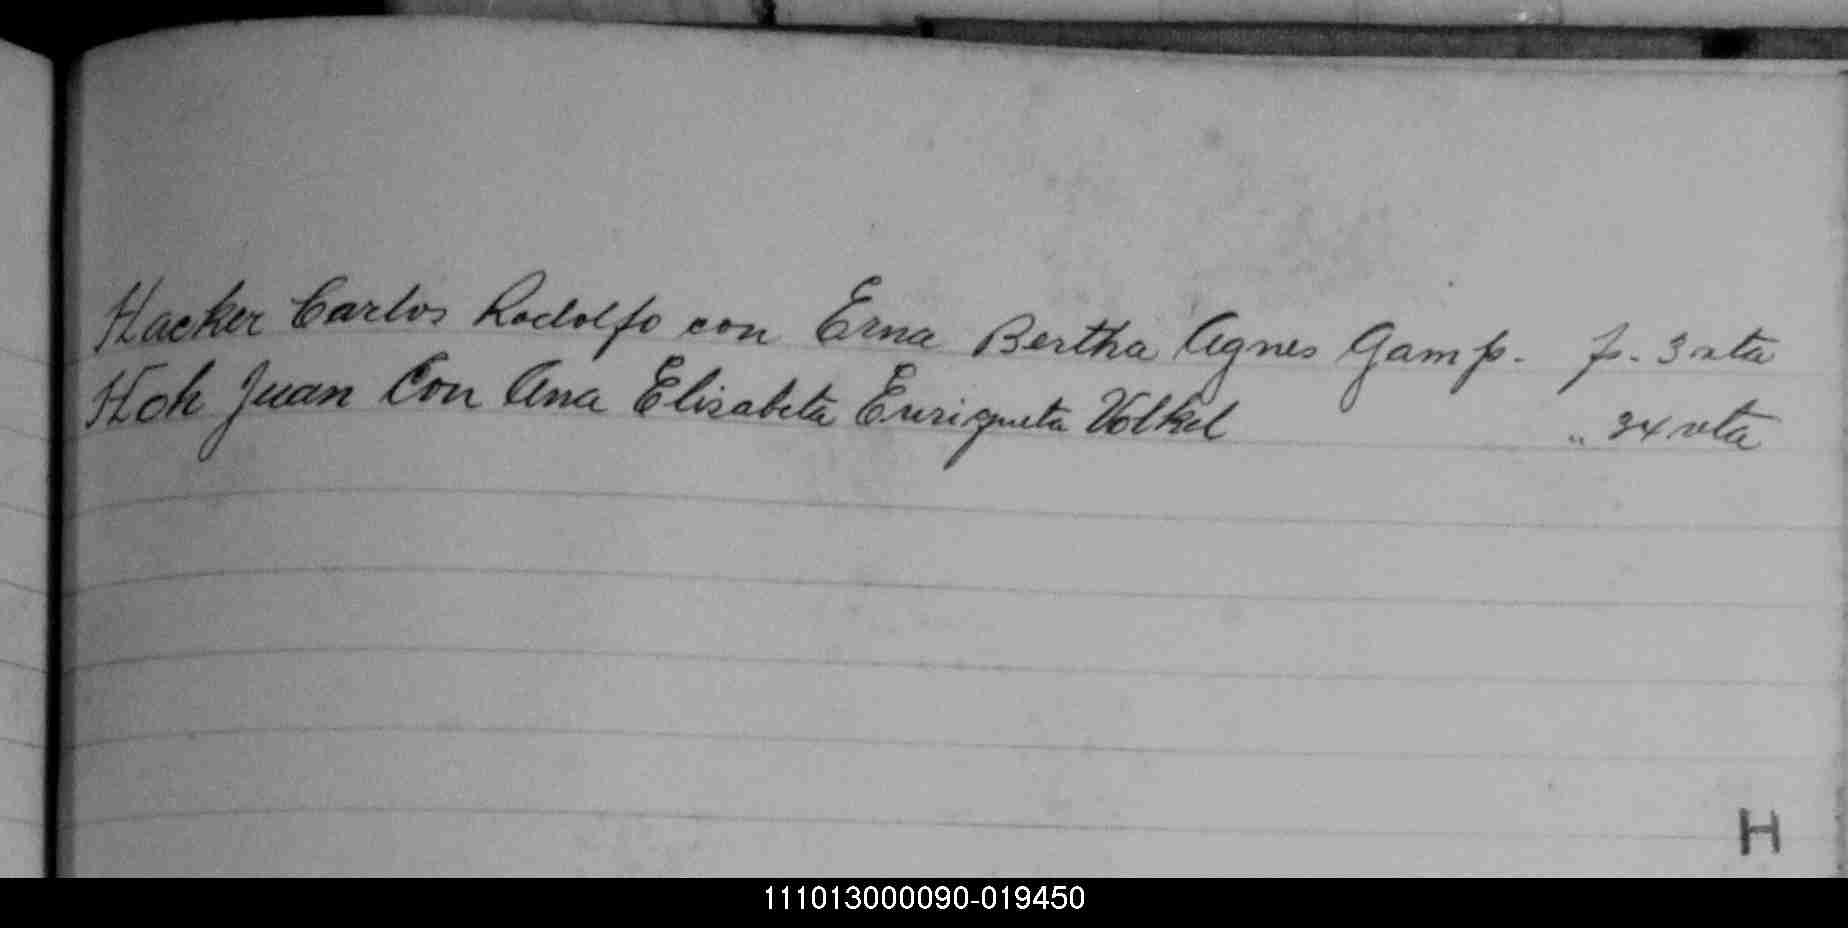 Hacker Carlos Rodolfo con Erna Bertha Agnes Gamp. f. 3 vta
Hoh Juan Con Ana Elisabeta Enriqueta Volkel " 34 vta
H
111013000090-019450